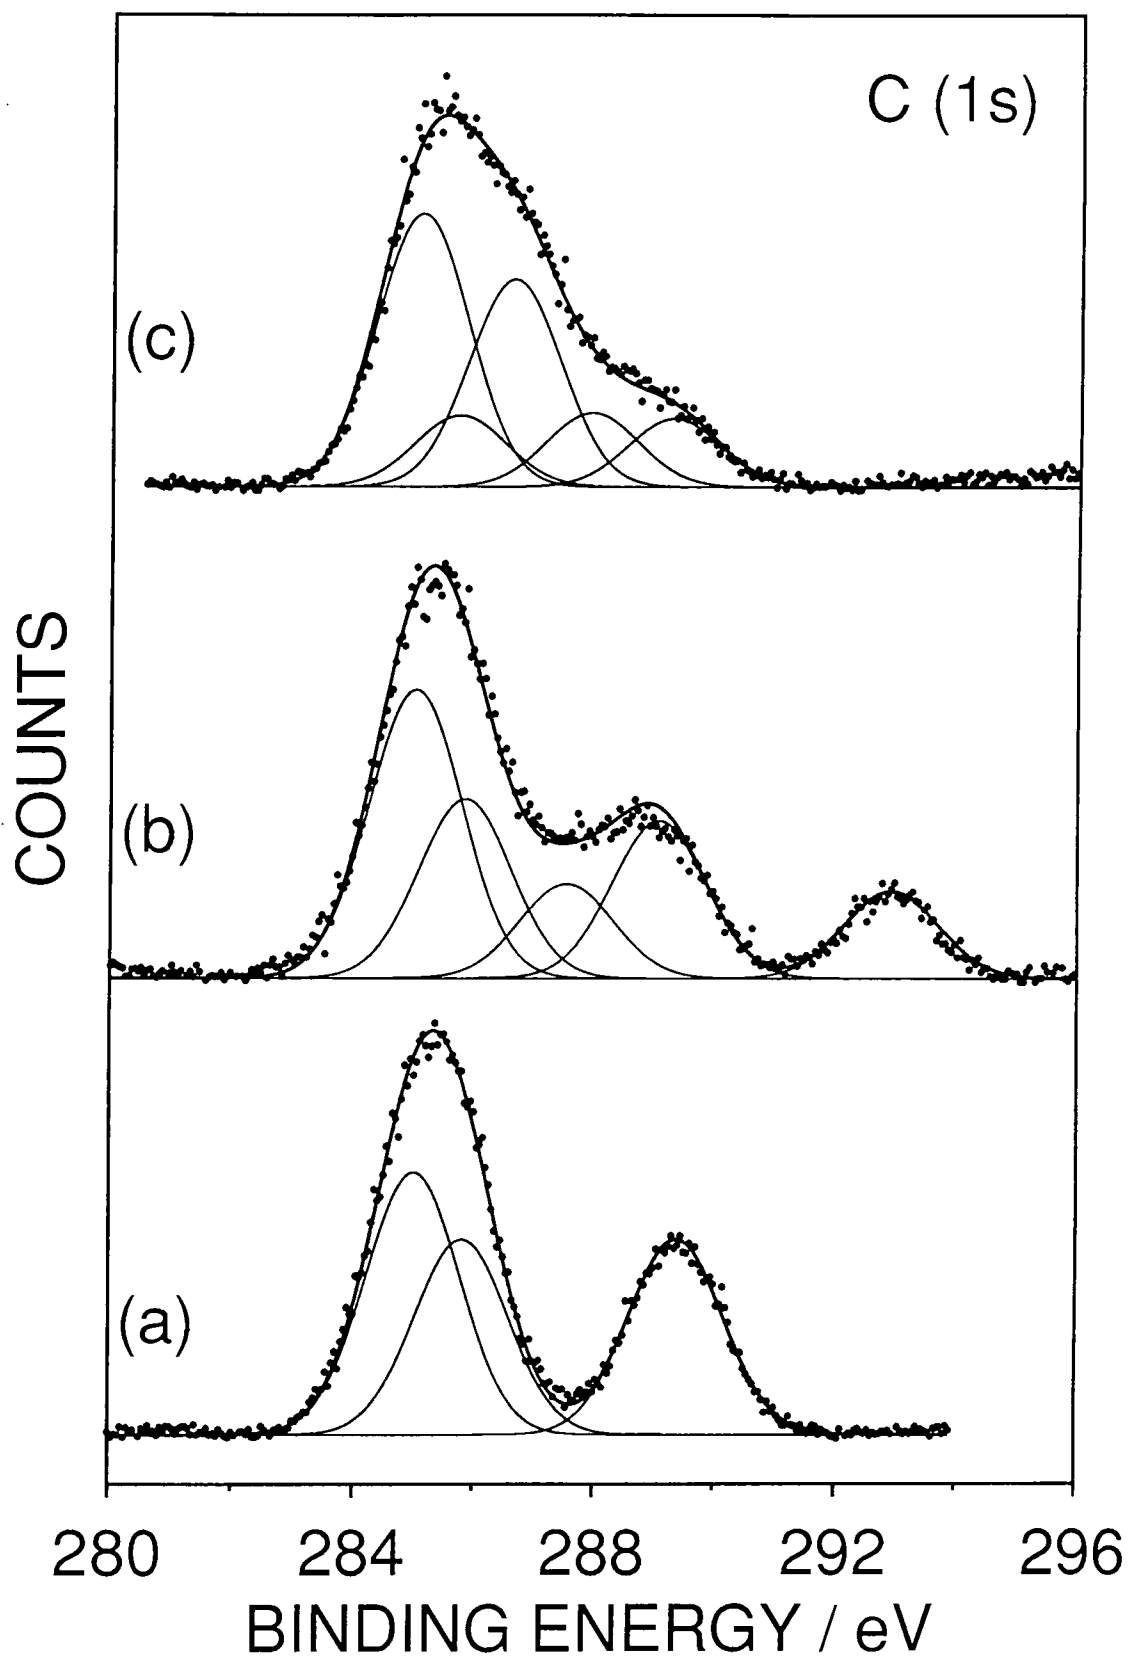 C (1s)
(c)
(b)
(a)
COUNTS
280 284 288 292 296
BINDING ENERGY / eV